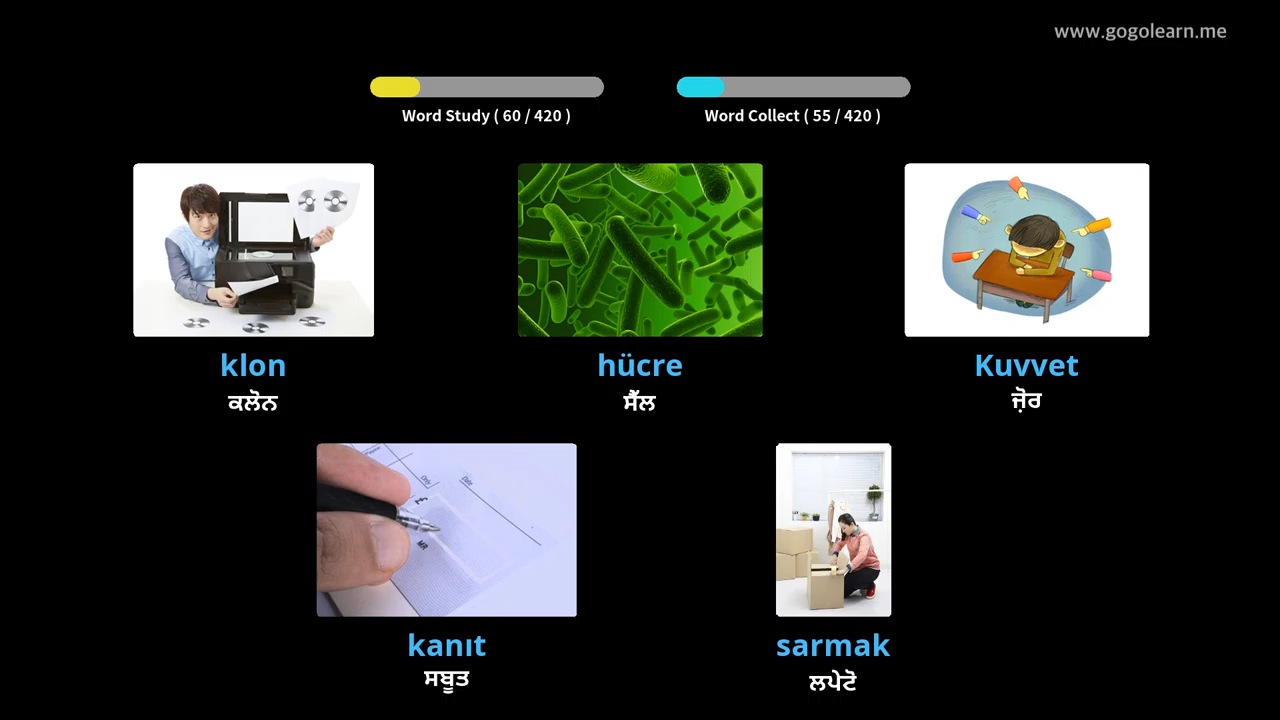 www.gogolearn.me
Word Study ( 60 / 420 )
Word Collect ( 55 / 420 )
klon
ਕਲੋਨ
hücre
ਸੈੱਲ
Kuvvet
ਜ਼ੋਰ
kanıt
ਸਬੂਤ
sarmak
ਲਪੇਟੋ